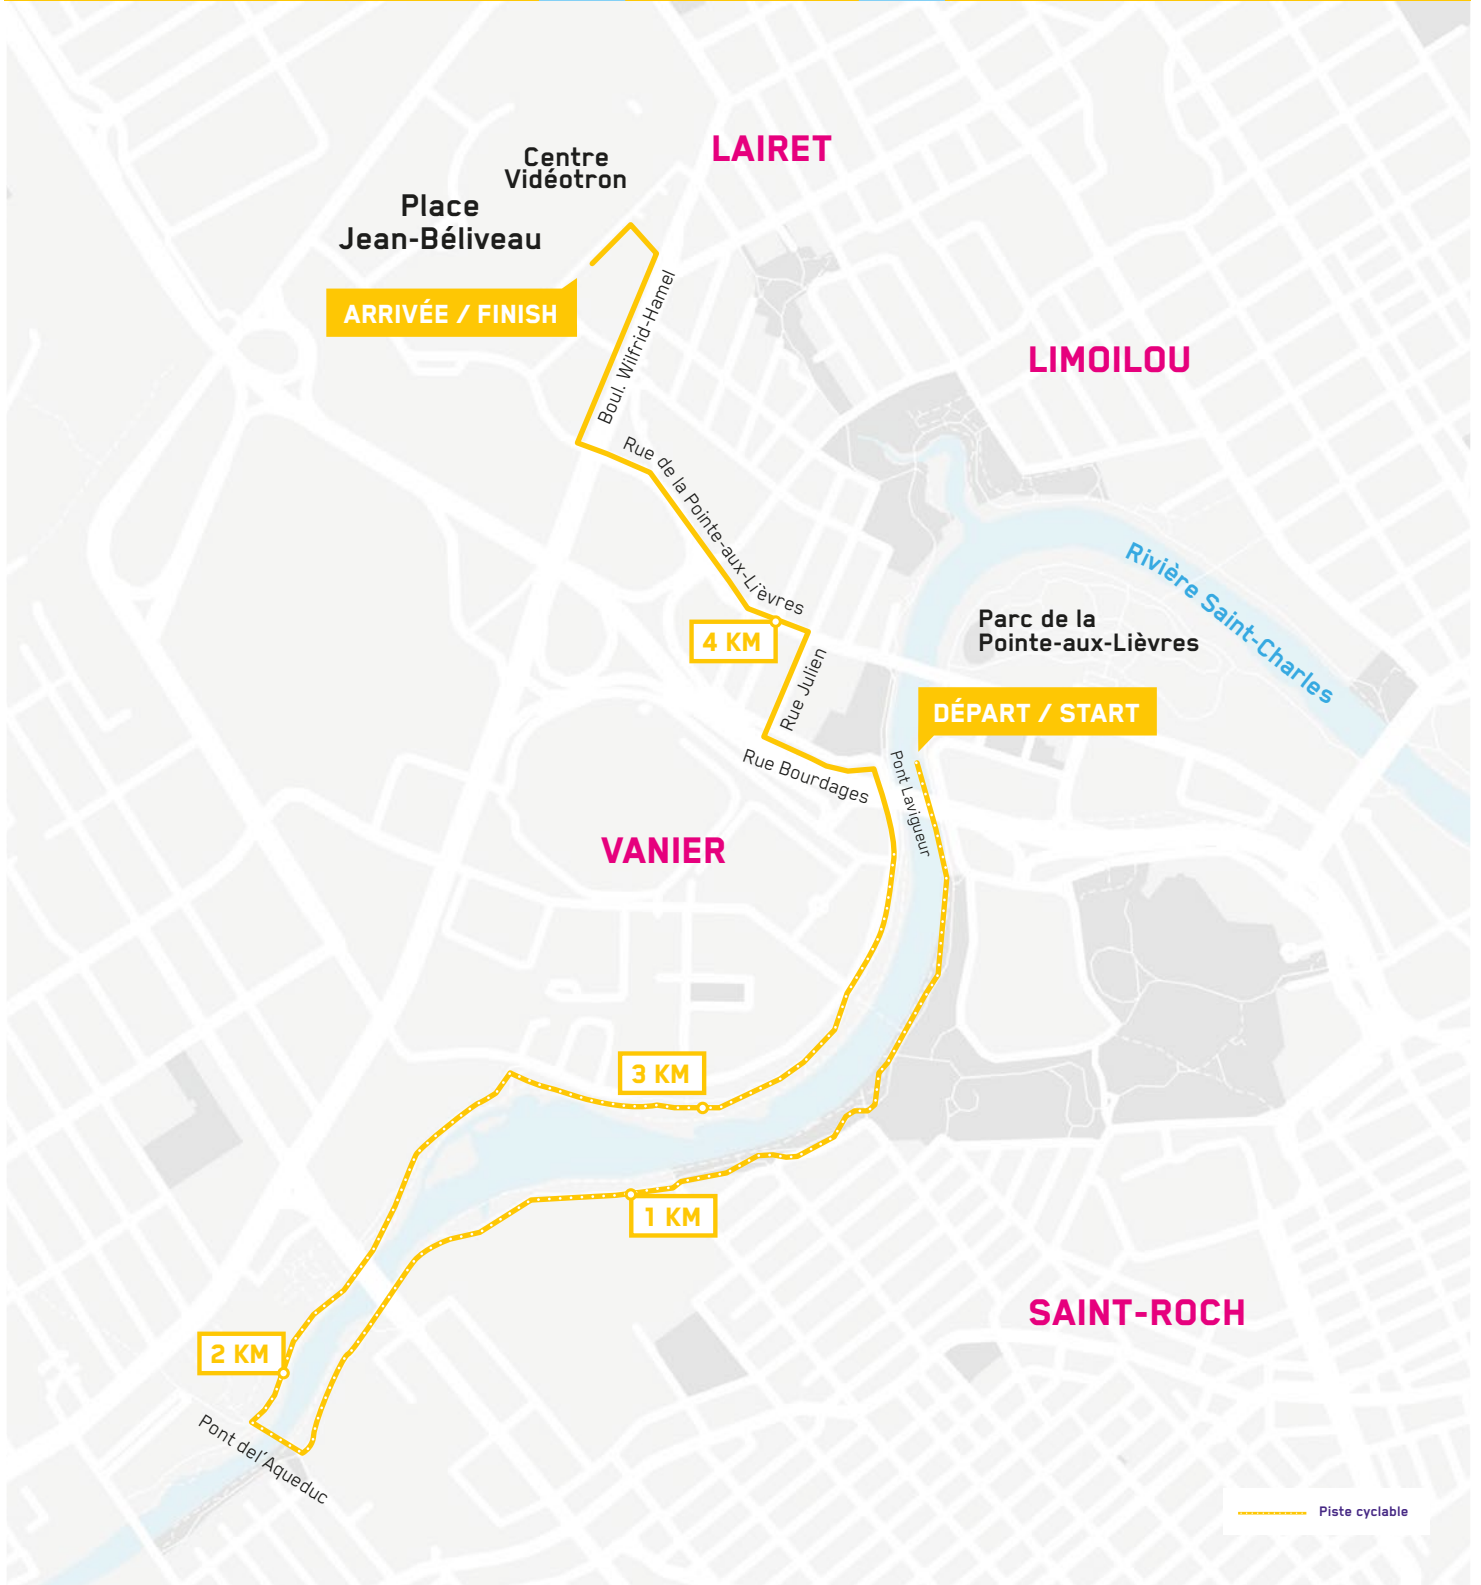 LAIRET
Centre
Vidéotron
Place
Jean-Béliveau
ARRIVÉE / FINISH
Boul. Wilfrid-Hamel
LIMOILOU
Rue de la Pointe-aux-Lièvres
Rivière Saint-Charles
Parc de la
Pointe-aux-Lièvres
4 KM
Rue Julien
DÉPART / START
Rue Bourdages
Pont Lavigueur
VANIER
3 KM
1 KM
SAINT-ROCH
2 KM
Pont del'Aqueduc
Piste cyclable